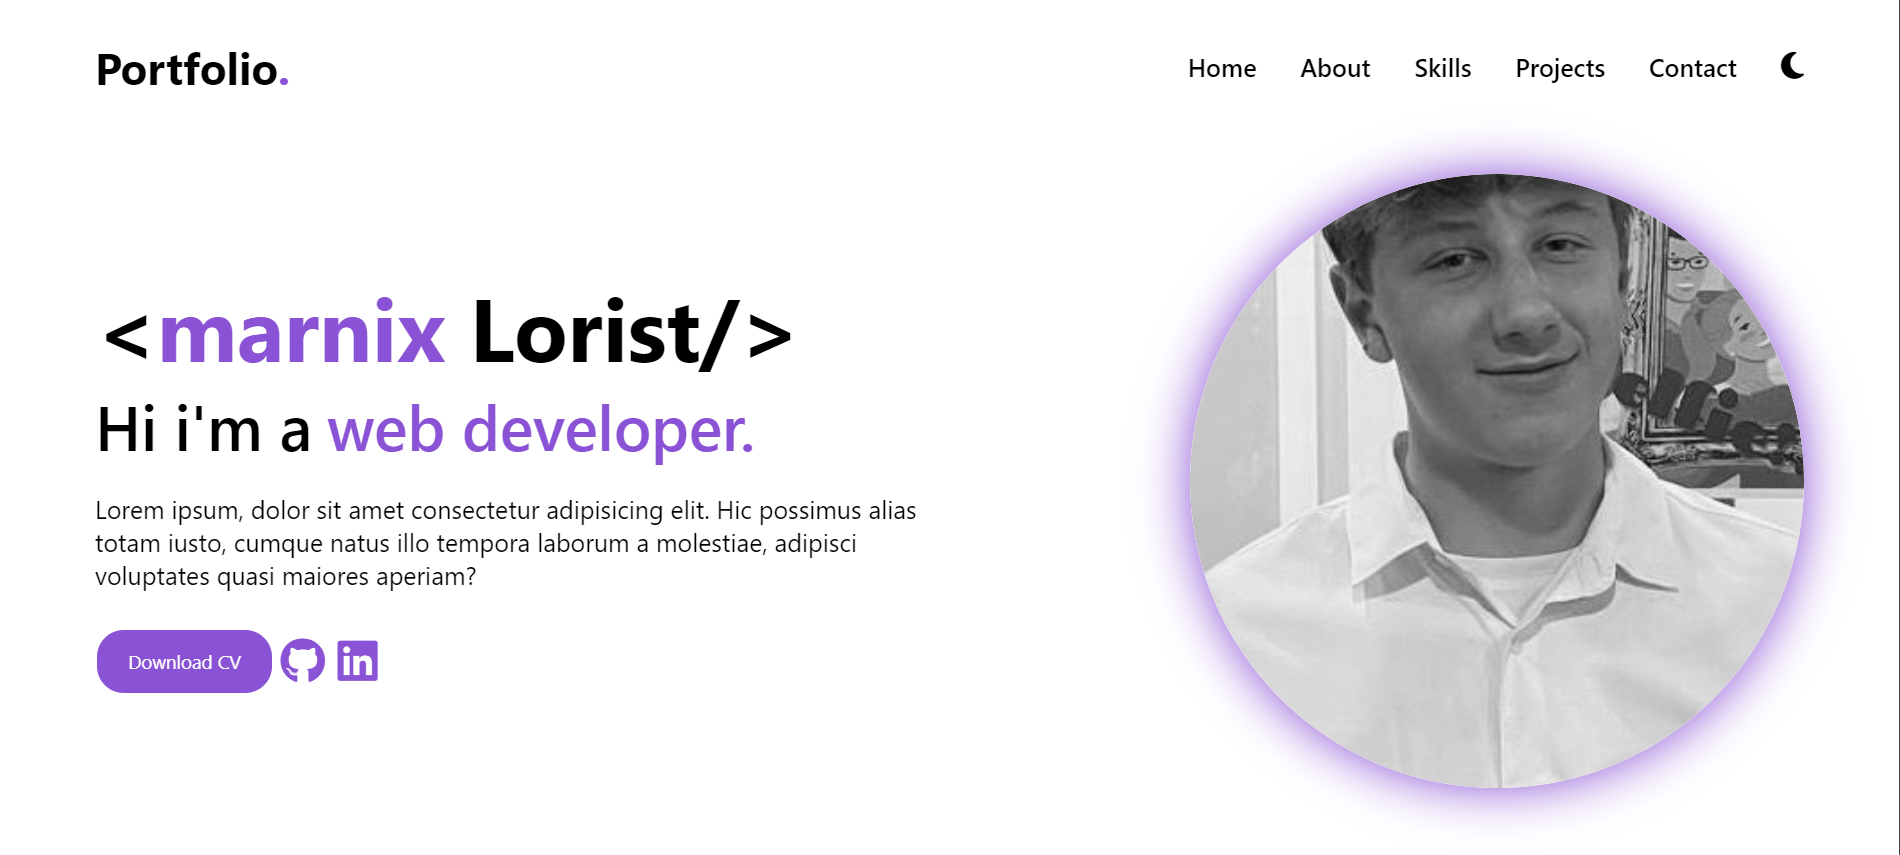 Portfolio.
Home About Skills Projects Contact
<marnix Lorist/>
Hi i'm a web developer.
Lorem ipsum, dolor sit amet consectetur adipisicing elit. Hic possimus alias
totam iusto, cumque natus illo tempora laborum a molestiae, adipisci
voluptates quasi maiores aperiam?
Download CV
in